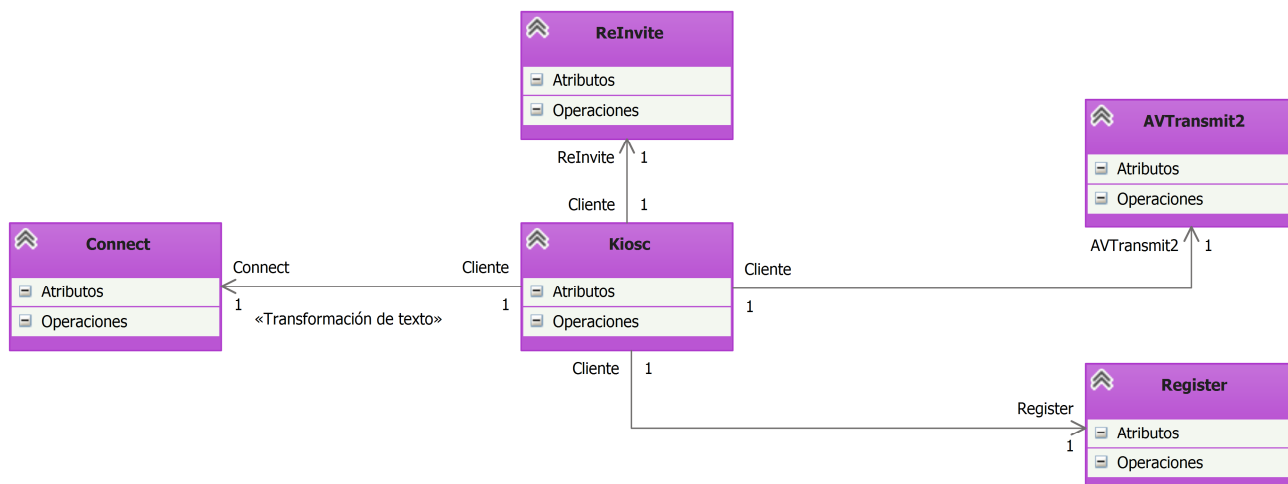 ReInvite
Atributos
Operaciones
ReInvite 1
Cliente 1
AVTransmit2
Atributos
Operaciones
AVTransmit2 1
Connect
Atributos
Operaciones
Connect
1
«Transformación de texto»
Cliente
1
Kiosc
Atributos
Operaciones
Cliente
1
Cliente 1
Register
1
Register
Atributos
Operaciones